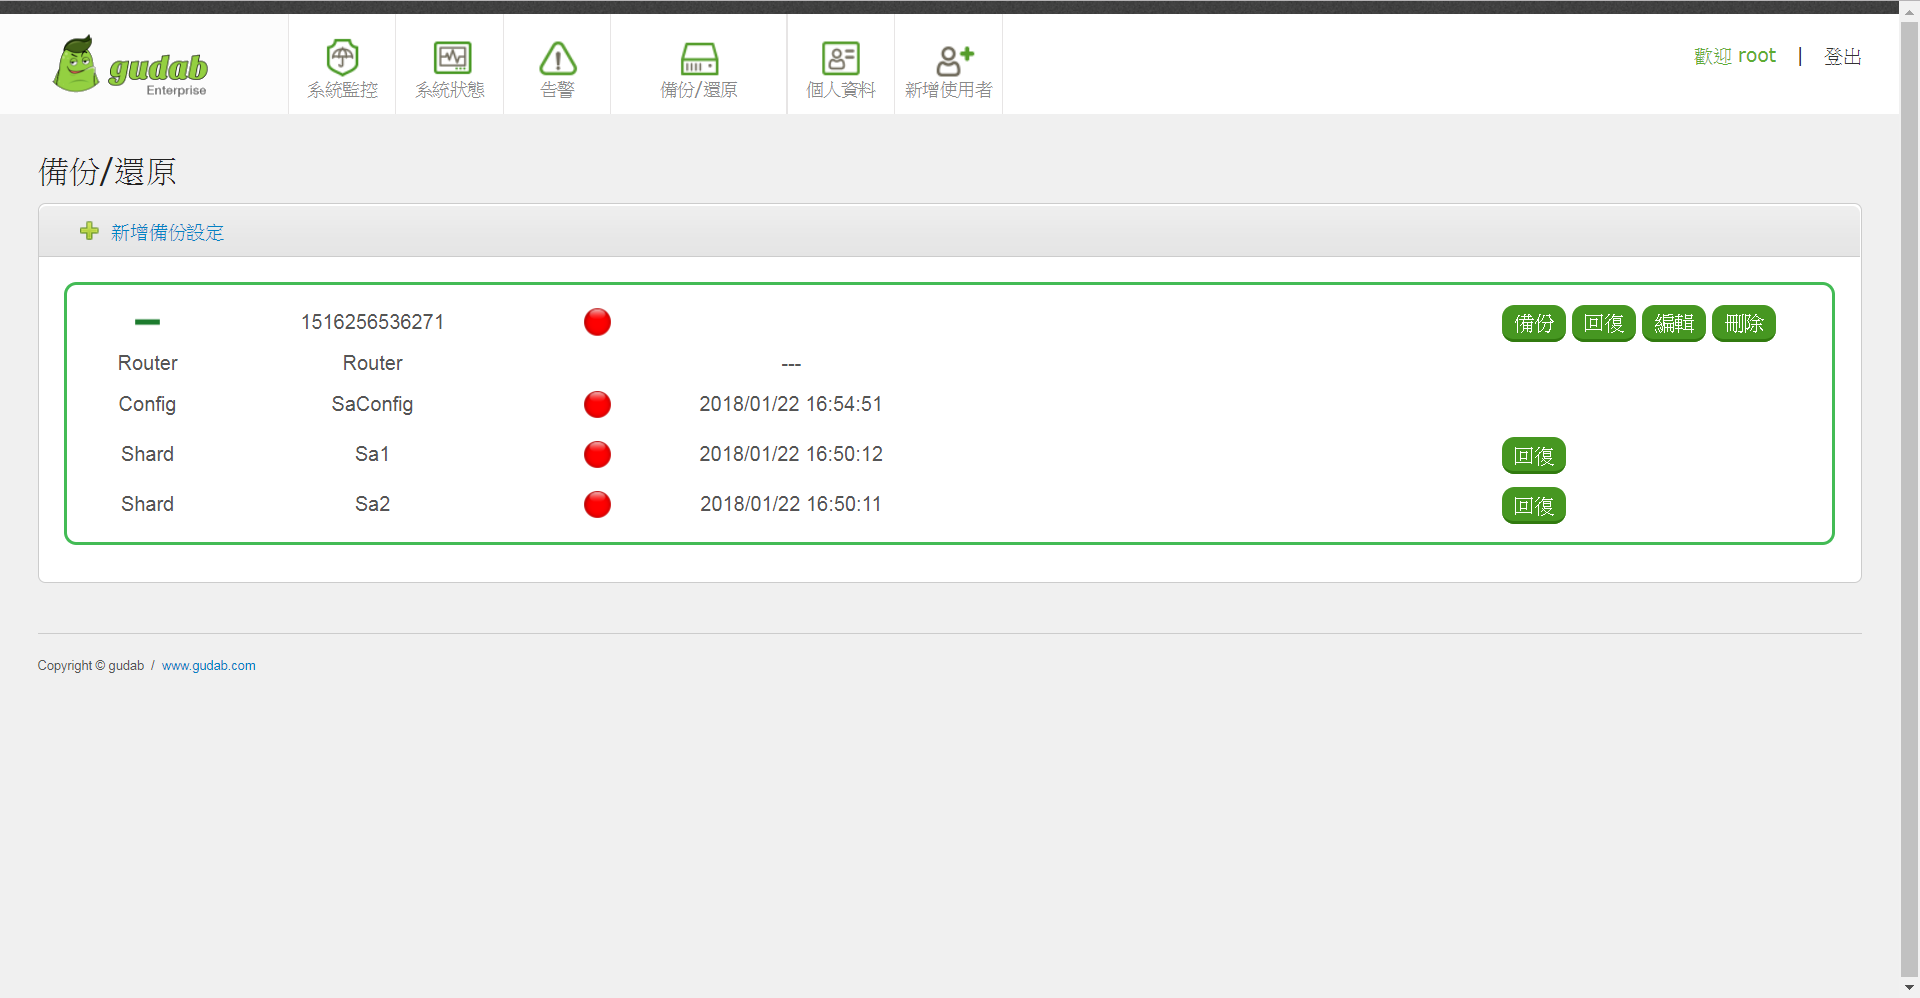 gudab
Enterprise
系統監控
系統狀態
告警
備份/還原
個人資料
新增使用者
歡迎 root | 登出
備份/還原
新增備份設定
1516256536271 備份 回復 編輯 刪除
Router Router ---
Config SaConfig 2018/01/22 16:54:51
Shard Sa1 2018/01/22 16:50:12 回復
Shard Sa2 2018/01/22 16:50:11 回復
Copyright © gudab / www.gudab.com